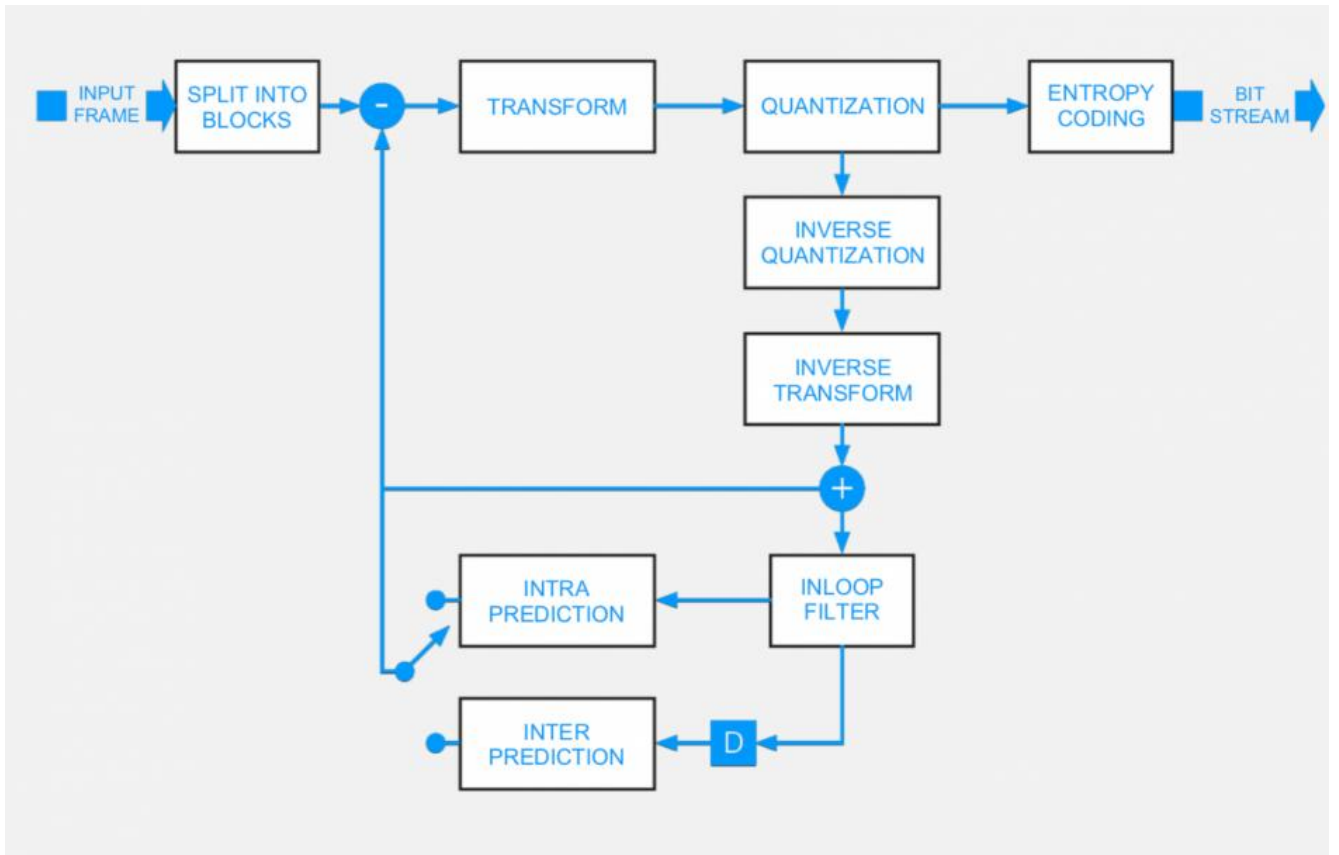 INPUT
FRAME
SPLIT INTO
BLOCKS
-
TRANSFORM
QUANTIZATION
ENTROPY
CODING
BIT
STREAM
INVERSE
QUANTIZATION
INVERSE
TRANSFORM
+
INTRA
PREDICTION
INLOOP
FILTER
INTER
PREDICTION
D